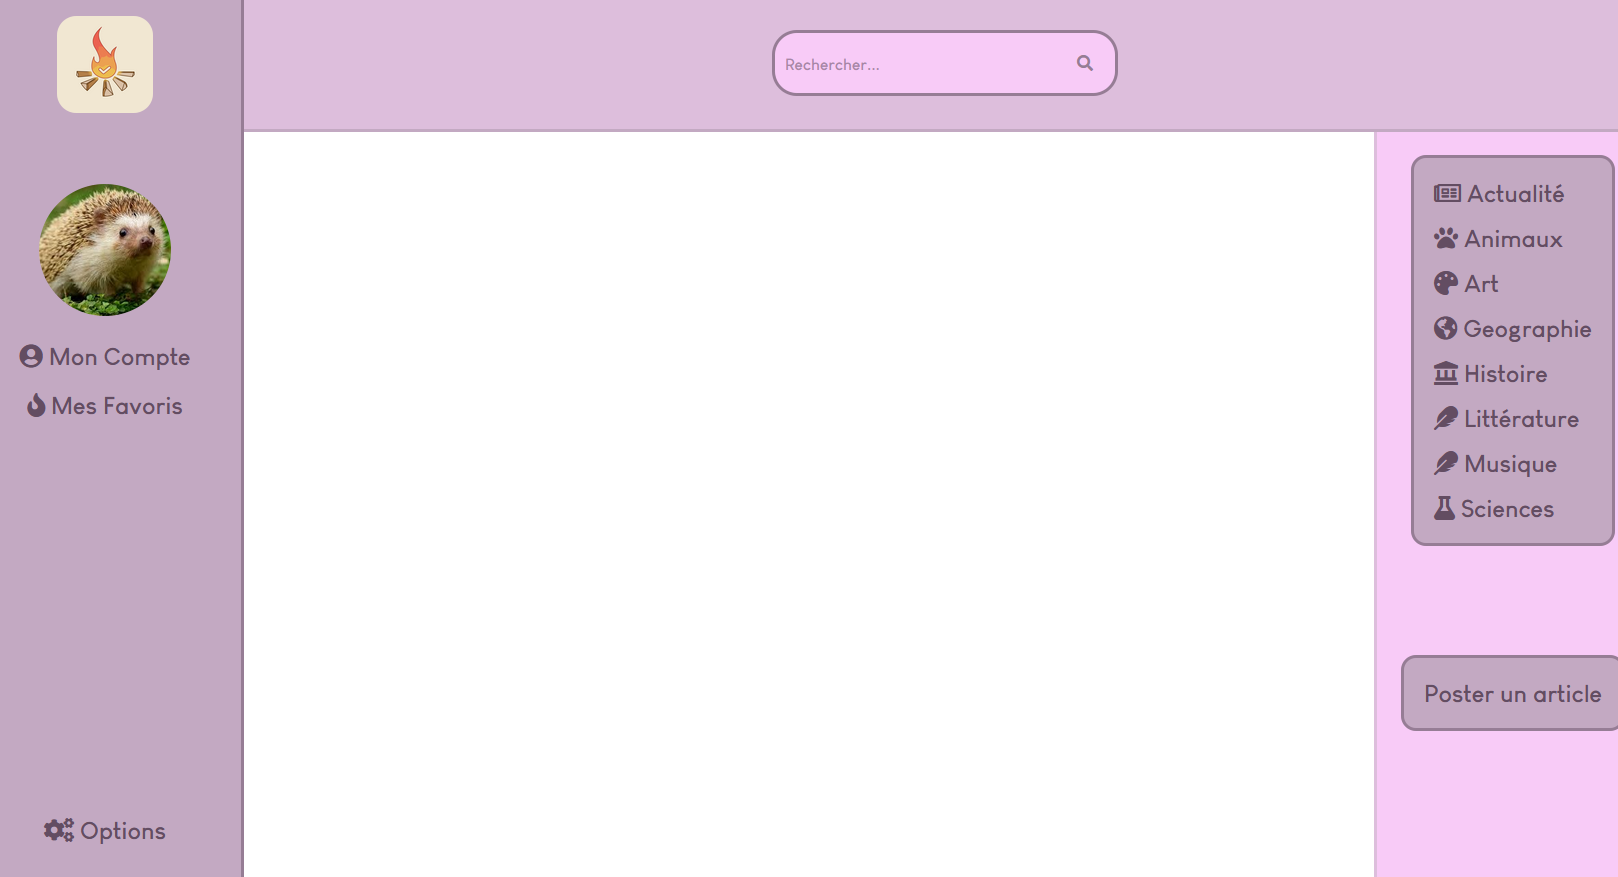 Rechercher...
Mon Compte
Mes Favoris
Options
Actualité
Animaux
Art
Geographie
Histoire
Littérature
Musique
Sciences
Poster un article